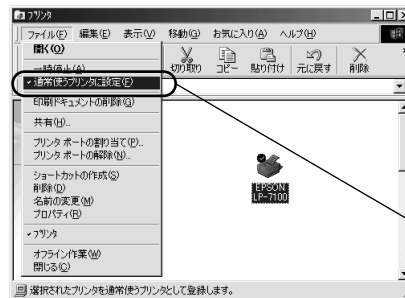 プリンタ
ファイル(F) 編集(E) 表示(V) 移動(G) お気に入り(A) ヘルプ(H)
開く(O)
一時停止(A)
通常使うプリンタに設定(F)
印刷ドキュメントの削除(G)
共有(H)...
プリンタ ポートの割り当て(P)...
プリンタ ポートの解除(N)...
ショートカットの作成(S)
削除(D)
名前の変更(M)
プロパティ(R)
プリンタ
オフライン作業(W)
閉じる(C)
切り取り コピー 貼り付け 元に戻す 削除
EPSON
LP-7100
選択されたプリンタを通常使うプリンタとして登録します。